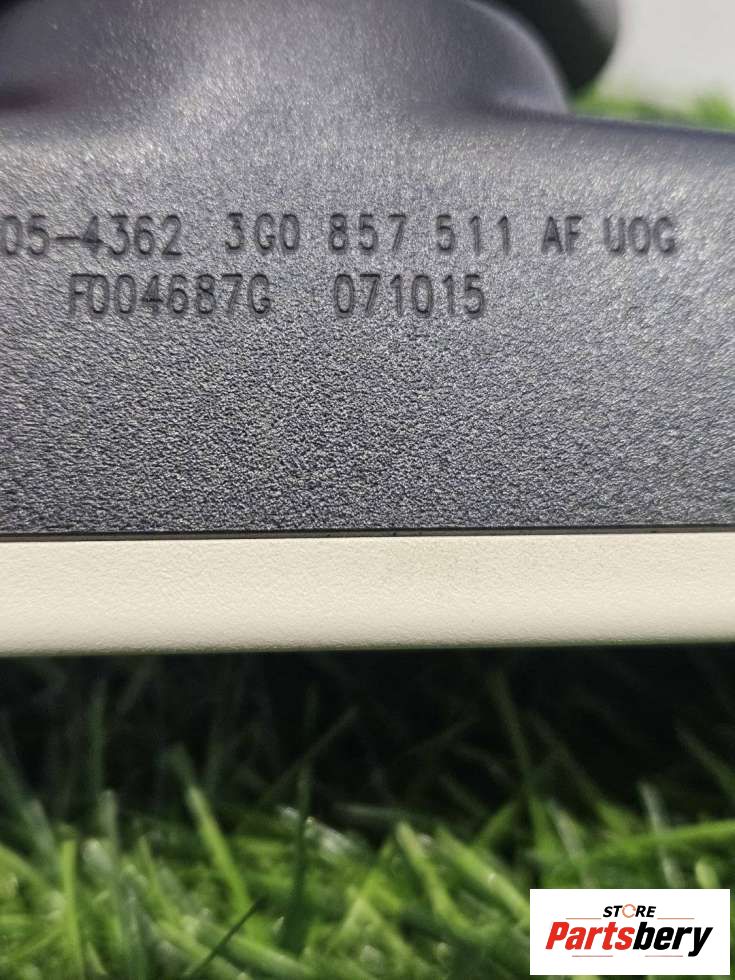 05-4362 3G0 857 511 AF UOG
F004687G 071015
STORE
Partsbery